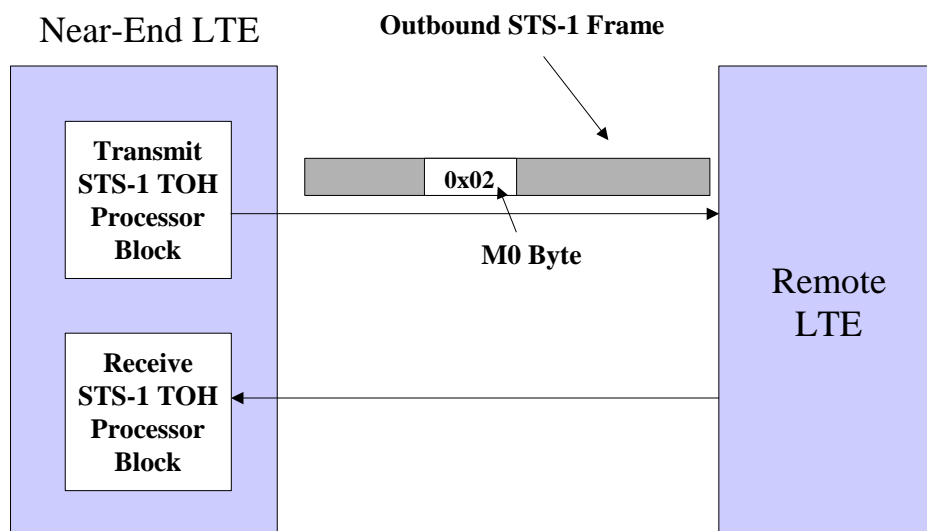 Near-End LTE
Outbound STS-1 Frame
Transmit
STS-1 TOH
Processor
Block
0x02
M0 Byte
Remote
LTE
Receive
STS-1 TOH
Processor
Block